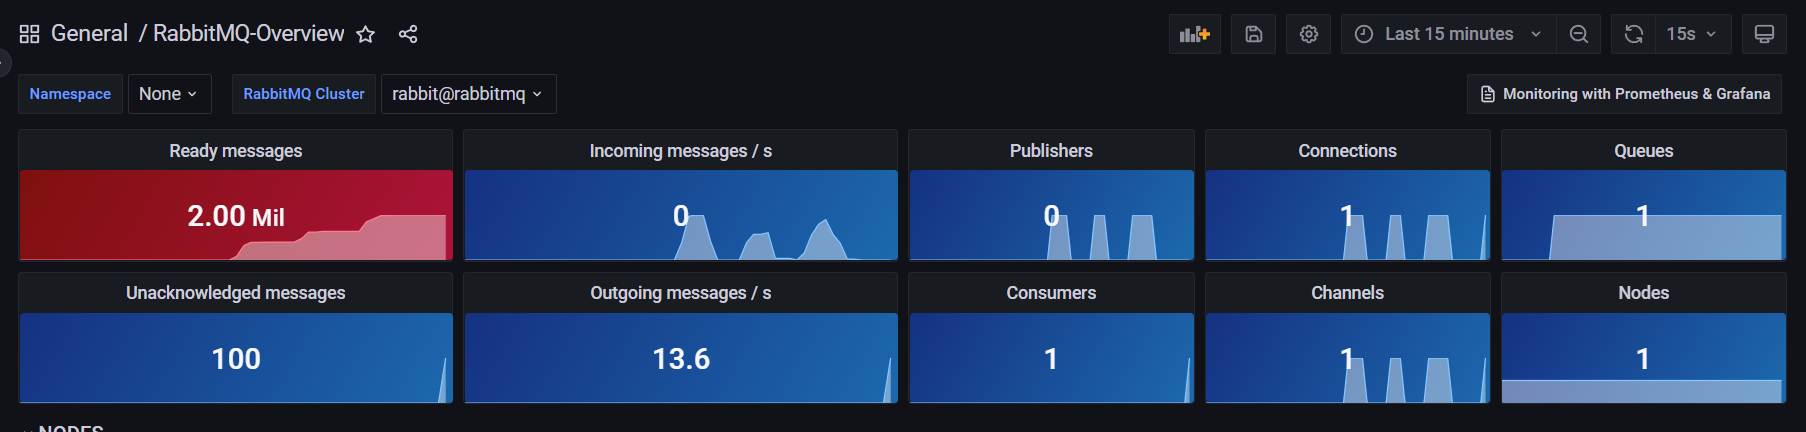 General / RabbitMQ-Overview
Last 15 minutes
15s
Namespace
None
RabbitMQ Cluster
rabbit@rabbitmq
Monitoring with Prometheus & Grafana
Ready messages
2.00 Mil
Incoming messages / s
0
Publishers
0
Connections
1
Queues
1
Unacknowledged messages
100
Outgoing messages / s
13.6
Consumers
1
Channels
1
Nodes
1
NODES